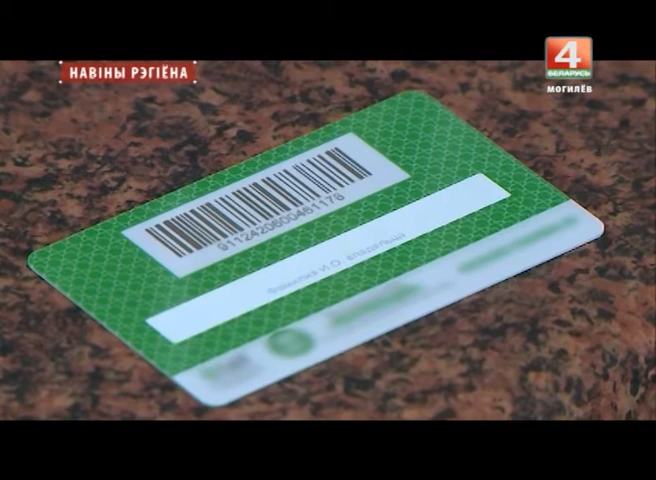 НАВІНЫ РЭГІЁНА
4
БЕЛАРУСЬ
МОГИЛЁВ
9112420600461178
Фамилия И.О. владельца